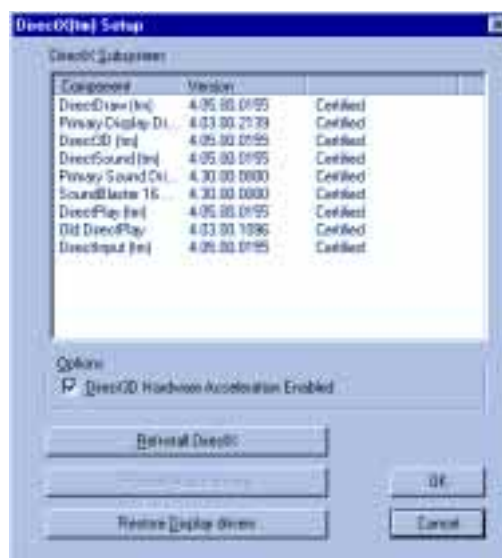 DirectX(tm) Setup
DirectX Subsystem
Component Version
DirectDraw (tm) 4.05.00.0155 Certified
Primary Display Dri... 4.03.00.2139 Certified
Direct3D (tm) 4.05.00.0155 Certified
DirectSound (tm) 4.05.00.0155 Certified
Primary Sound Dri... 4.30.00.0000 Certified
SoundBlaster 16 ... 4.30.00.0000 Certified
DirectPlay (tm) 4.05.00.0155 Certified
Old DirectPlay 4.03.00.1096 Certified
DirectInput (tm) 4.05.00.0155 Certified
Options
DirectD Hardware Acceleration Enabled
Reinstall DirectX
OK
Restore Display drivers
Cancel